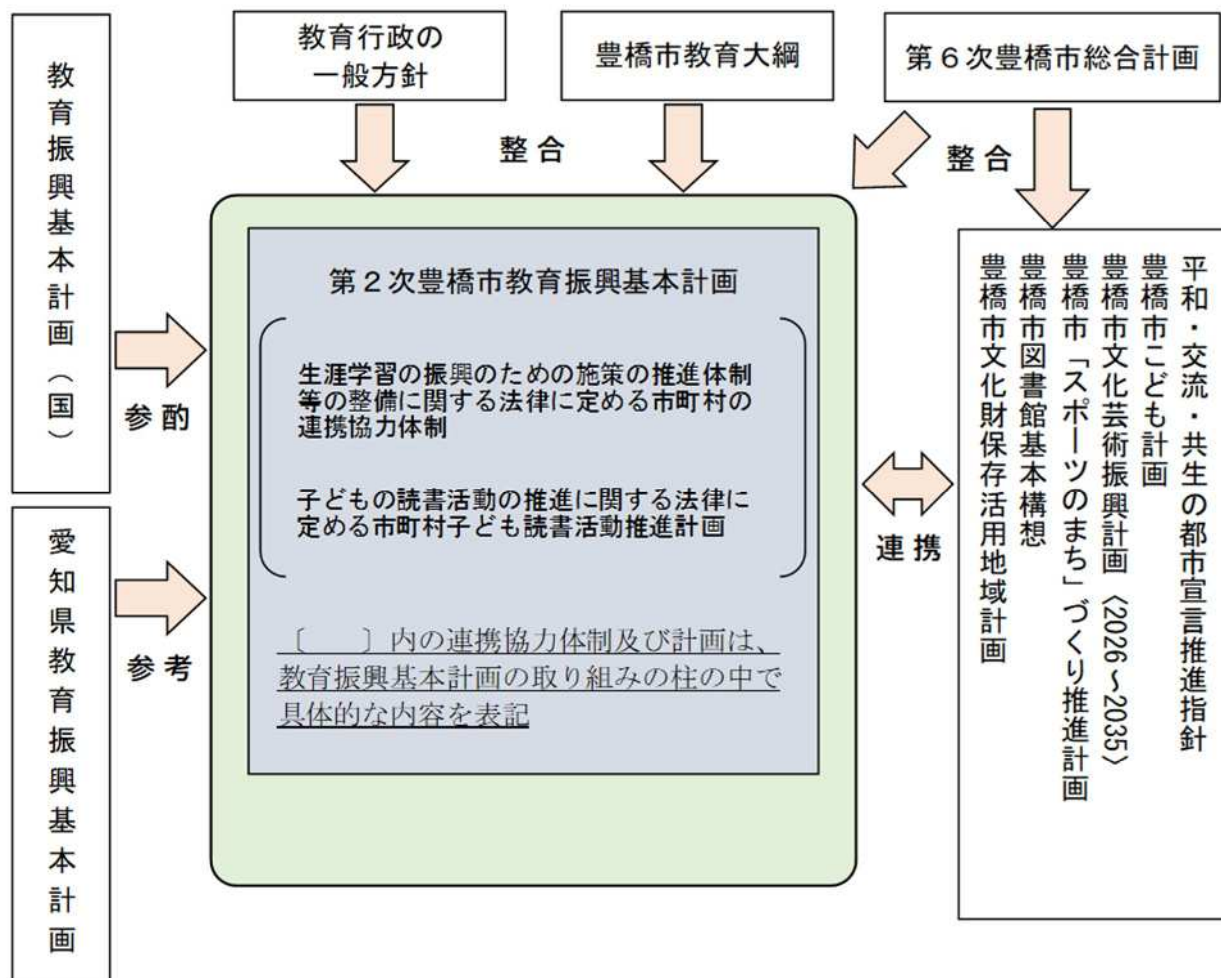 教育行政の
一般方針
豊橋市教育大綱
第6次豊橋市総合計画
整合
整合
教育振興基本計画（国）
参酌
愛知県教育振興基本計画
参考
第2次豊橋市教育振興基本計画
生涯学習の振興のための施策の推進体制
等の整備に関する法律に定める市町村の
連携協力体制
子どもの読書活動の推進に関する法律に
定める市町村子ども読書活動推進計画
〔　　〕内の連携協力体制及び計画は、
教育振興基本計画の取り組みの柱の中で
具体的な内容を表記
連携
平和・交流・共生の都市宣言推進指針
豊橋市こども計画
豊橋市文化芸術振興計画〈2026～2035〉
豊橋市「スポーツのまち」づくり推進計画
豊橋市図書館基本構想
豊橋市文化財保存活用地域計画